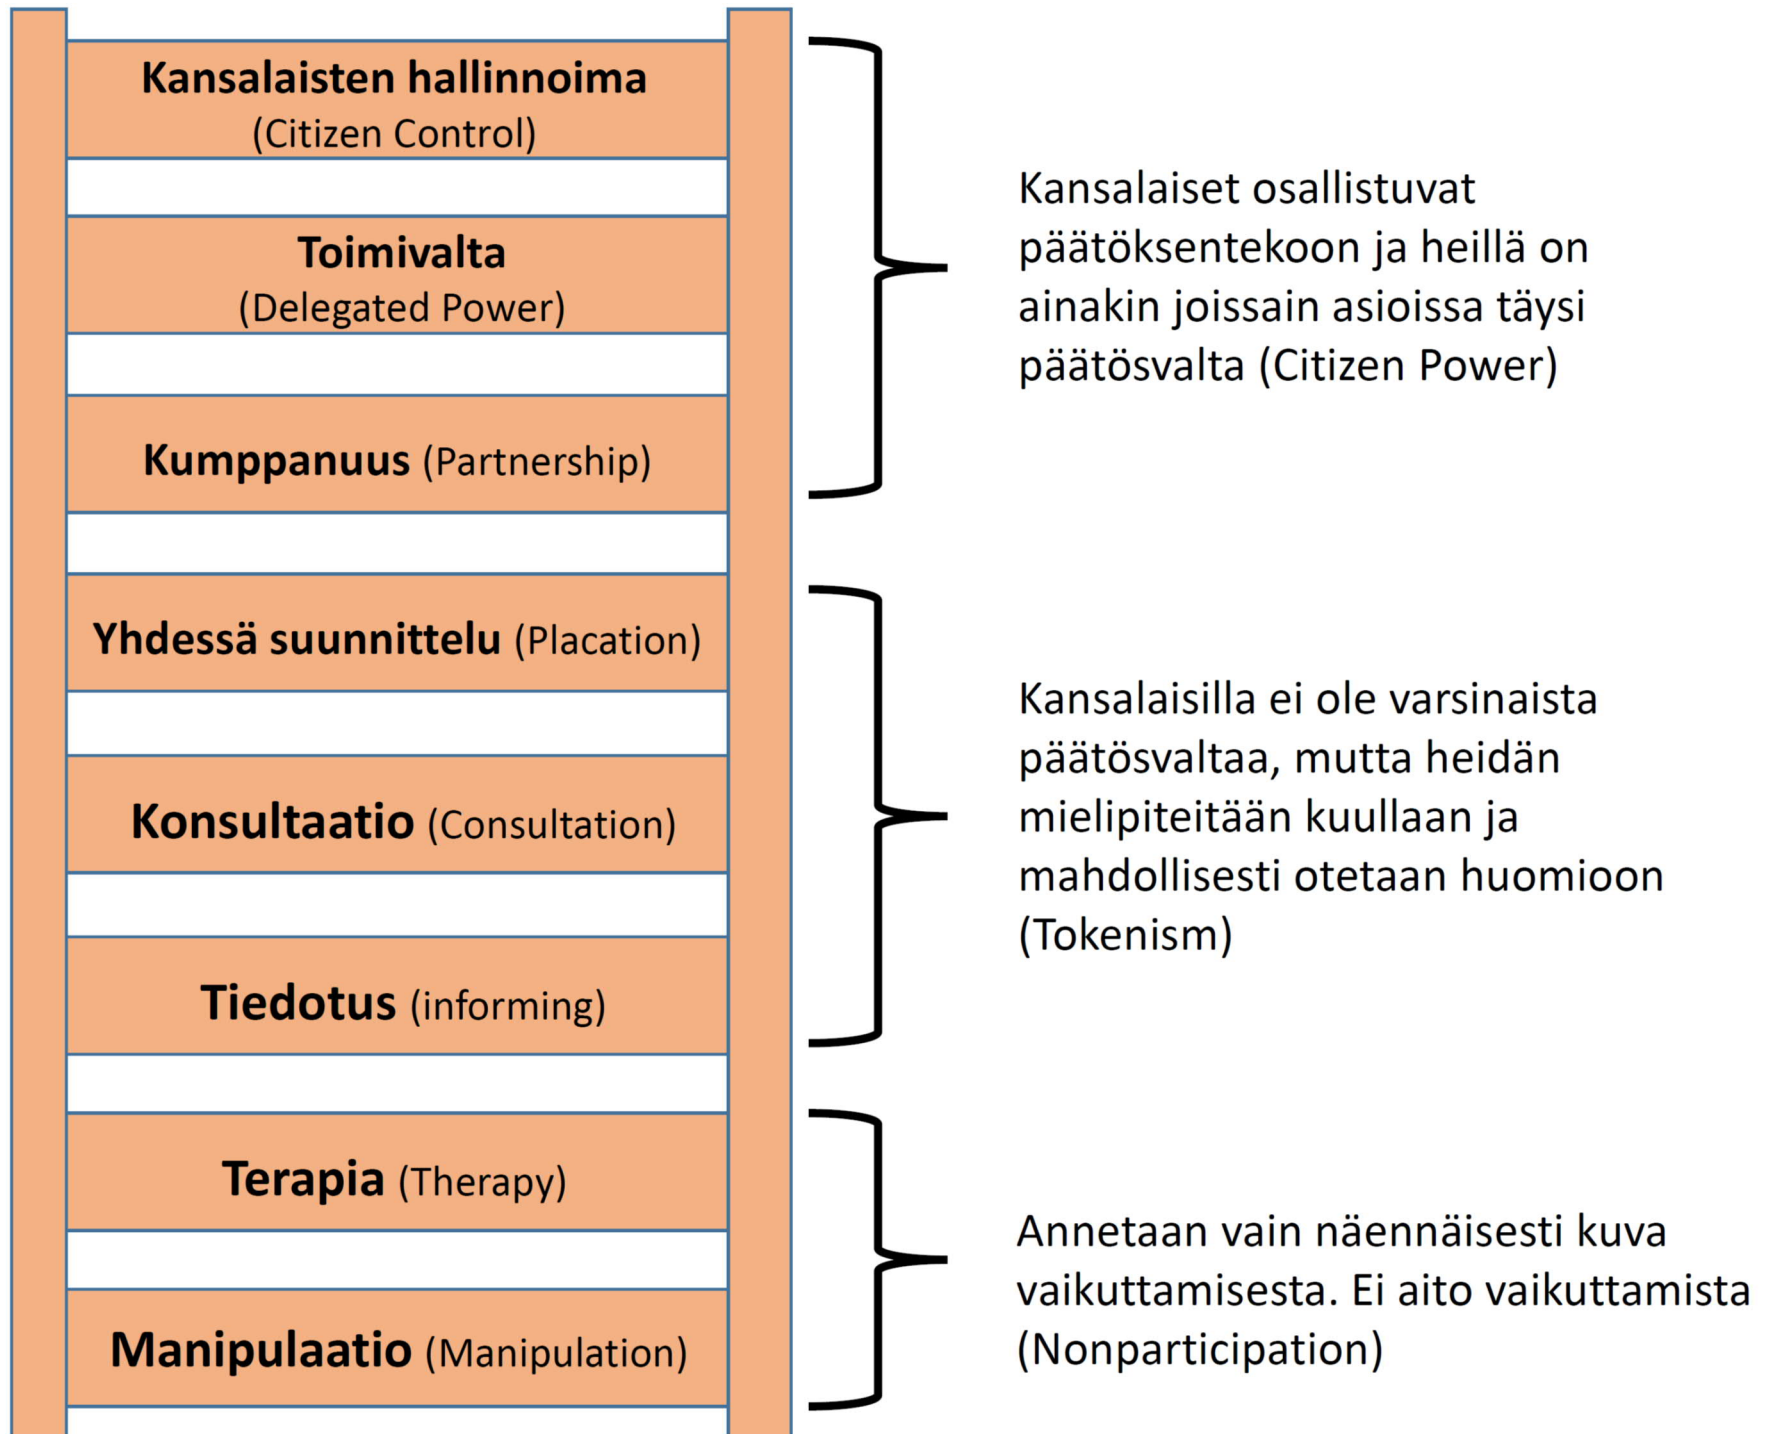 Kansalaisten hallinnoima
(Citizen Control)
Toimivalta
(Delegated Power)
Kumppanuus (Partnership)
Kansalaiset osallistuvat
päätöksentekoon ja heillä on
ainakin joissain asioissa täysi
päätösvalta (Citizen Power)
Yhdessä suunnittelu (Placation)
Konsultaatio (Consultation)
Tiedotus (informing)
Kansalaisilla ei ole varsinaista
päätösvaltaa, mutta heidän
mielipiteitään kuullaan ja
mahdollisesti otetaan huomioon
(Tokenism)
Terapia (Therapy)
Manipulaatio (Manipulation)
Annetaan vain näennäisesti kuva
vaikuttamisesta. Ei aito vaikuttamista
(Nonparticipation)